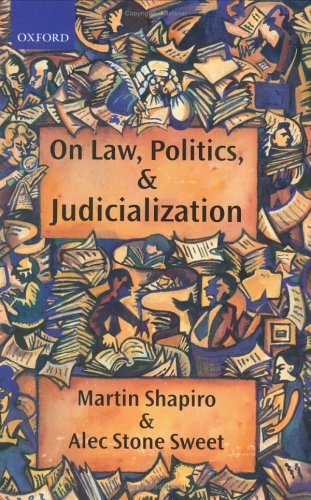 OXFORD
On Law, Politics,
&
Judicialization
Martin Shapiro
&
Alec Stone Sweet